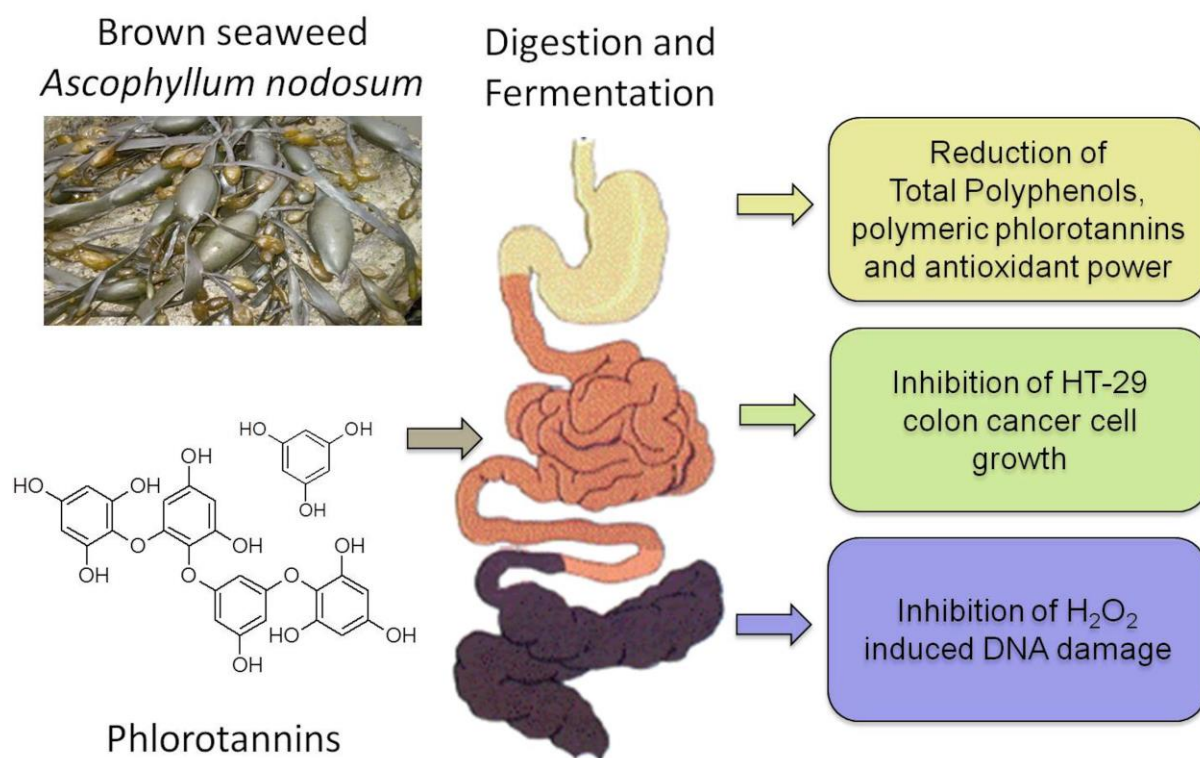 Brown seaweed
Ascophyllum nodosum
Digestion and
Fermentation
Reduction of
Total Polyphenols,
polymeric phlorotannins
and antioxidant power
Inhibition of HT-29
colon cancer cell
growth
Inhibition of H₂O₂
induced DNA damage
HO
OH
OH
OH
HO
OH
OH
O
OH
OH
O
O
OH
HO
OH
OH
Phlorotannins